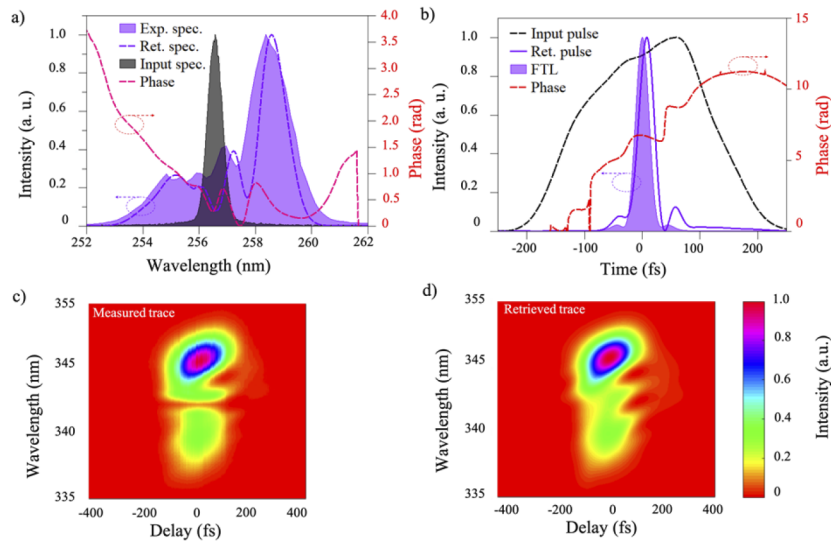 a)
Exp. spec.
Ret. spec.
Input spec.
Phase
1.0
0.8
0.6
0.4
0.2
0
Intensity (a. u.)
4.0
3.5
3.0
2.5
2.0
1.5
1.0
0.5
0
Phase (rad)
252 254 256 258 260 262
Wavelength (nm)
b)
Input pulse
Ret. pulse
FTL
Phase
1.0
0.8
0.6
0.4
0.2
0.0
Intensity (a. u.)
15
10
5
0
Phase (rad)
-200 -100 0 100 200
Time (fs)
c)
Measured trace
355
345
340
335
Wavelength (nm)
-400 -200 0 200 400
Delay (fs)
d)
Retrieved trace
355
345
340
335
Wavelength (nm)
-400 -200 0 200 400
Delay (fs)
1.0
0.8
0.6
0.4
0.2
0
Intensity (a.u.)